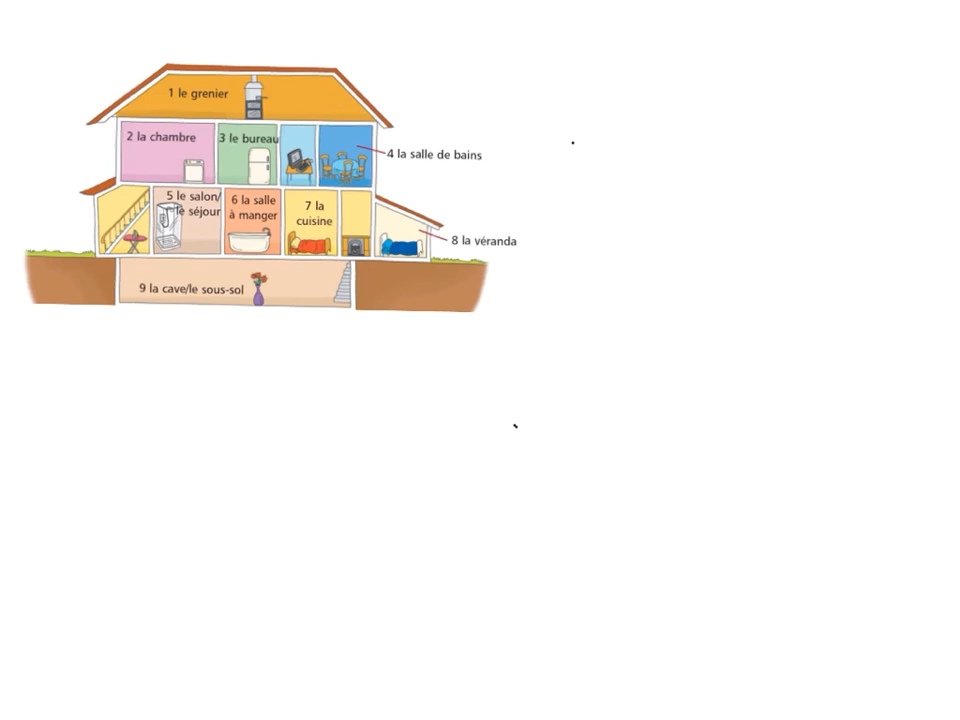 1 le grenier
2 la chambre
3 le bureau
4 la salle de bains
5 le salon/
le séjour
6 la salle
à manger
7 la
cuisine
8 la véranda
9 la cave/le sous-sol